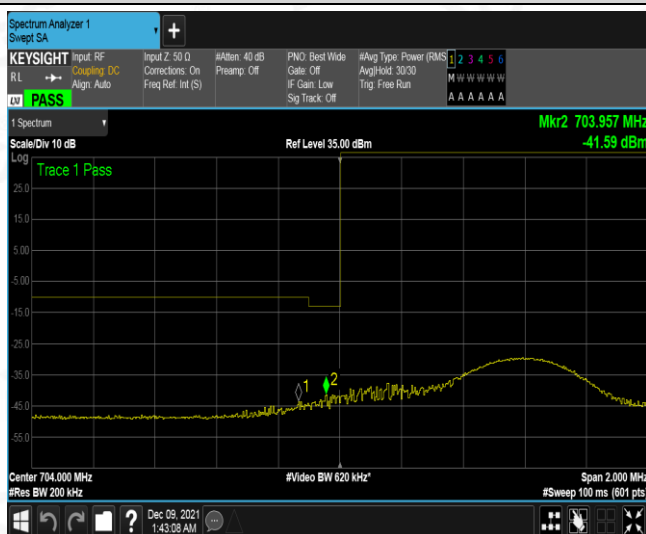 Spectrum Analyzer 1
Swept SA
+
KEYSIGHT
Input: RF
Coupling: DC
Align: Auto
Input Z: 50 Ω
Corrections: On
Freq Ref: Int (S)
#Atten: 40 dB
Preamp: Off
PNO: Best Wide
Gate: Off
IF Gain: Low
Sig Track: Off
#Avg Type: Power (RMS
Avg|Hold: 30/30
Trig: Free Run
1 2 3 4 5 6
M W W W W W
A A A A A A
RL
LXI PASS
1 Spectrum
Mkr2 703.957 MHz
Scale/Div 10 dB
Ref Level 35.00 dBm
-41.59 dBm
Log
Trace 1 Pass
25.0
15.0
5.00
-5.00
-15.0
-25.0
-35.0
1
2
-45.0
-55.0
Center 704.000 MHz
#Video BW 620 kHz*
Span 2.000 MHz
#Res BW 200 kHz
#Sweep 100 ms (601 pts)
?
Dec 09, 2021
1:43:08 AM